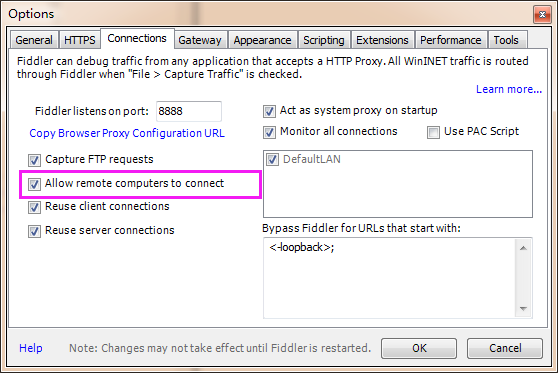 Options
General HTTPS Connections Gateway Appearance Scripting Extensions Performance Tools
Fiddler can debug traffic from any application that accepts a HTTP Proxy. All WinINET traffic is routed
through Fiddler when "File > Capture Traffic" is checked.
Learn more...
Fiddler listens on port: 8888
Copy Browser Proxy Configuration URL
Capture FTP requests
Allow remote computers to connect
Reuse client connections
Reuse server connections
Act as system proxy on startup
Monitor all connections Use PAC Script
DefaultLAN
Bypass Fiddler for URLs that start with:
<-loopback>;
Help Note: Changes may not take effect until Fiddler is restarted. OK Cancel